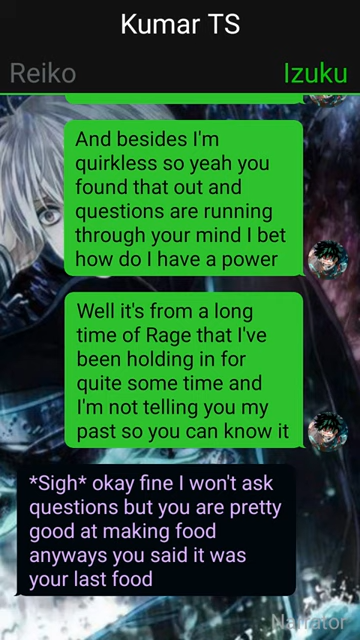 Kumar TS
Reiko
Izuku
And besides I'm
quirkless so yeah you
found that out and
questions are running
through your mind I bet
how do I have a power
Well it's from a long
time of Rage that I've
been holding in for
quite some time and
I'm not telling you my
past so you can know it
*Sigh* okay fine I won't ask
questions but you are pretty
good at making food
anyways you said it was
your last food
Narrator